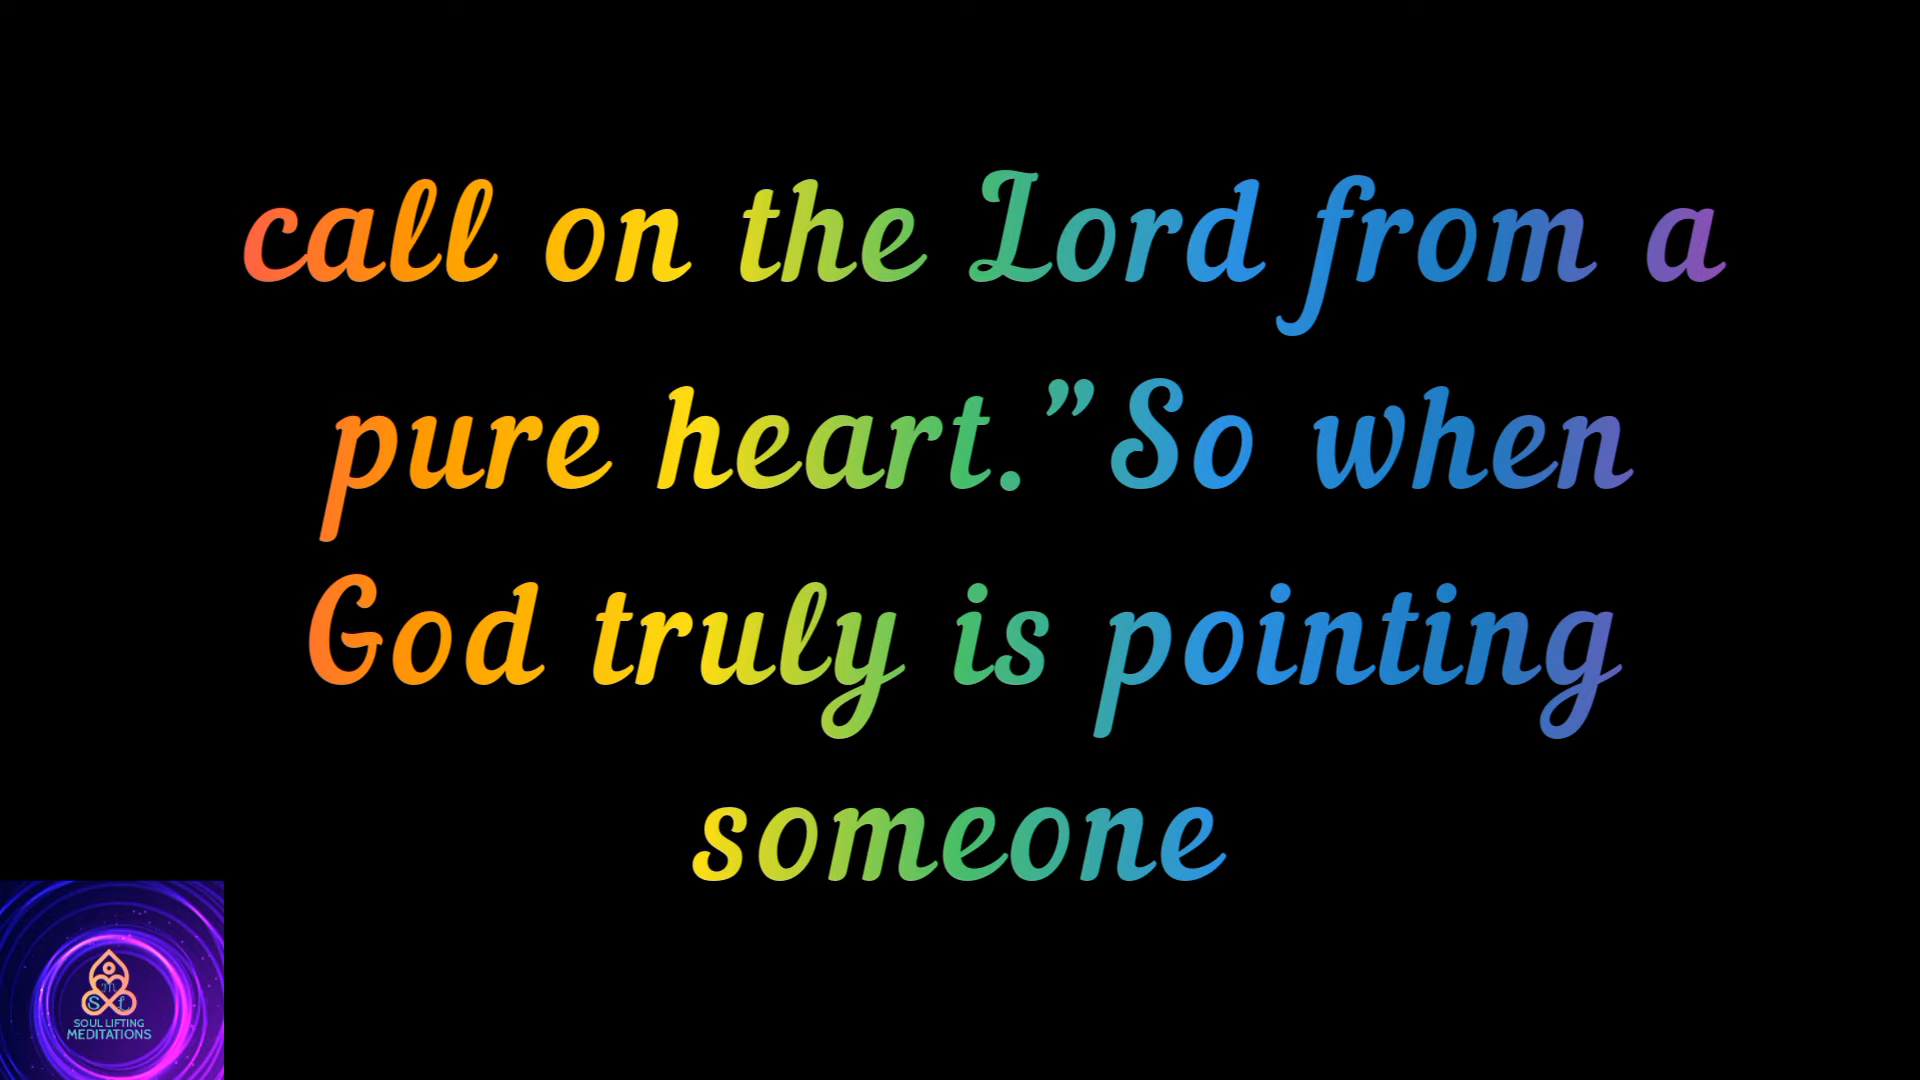 call on the Lord from a
pure heart.” So when
God truly is pointing
someone
M
S L
SOUL LIFTING
MEDITATIONS